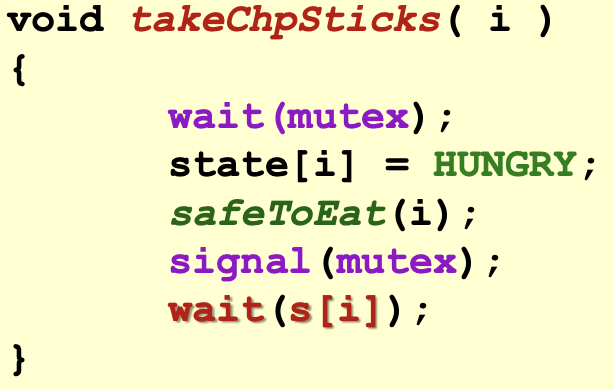 void takeChpSticks( i )
{
wait(mutex);
state[i] = HUNGRY;
safeToEat(i);
signal(mutex);
wait(s[i]);
}